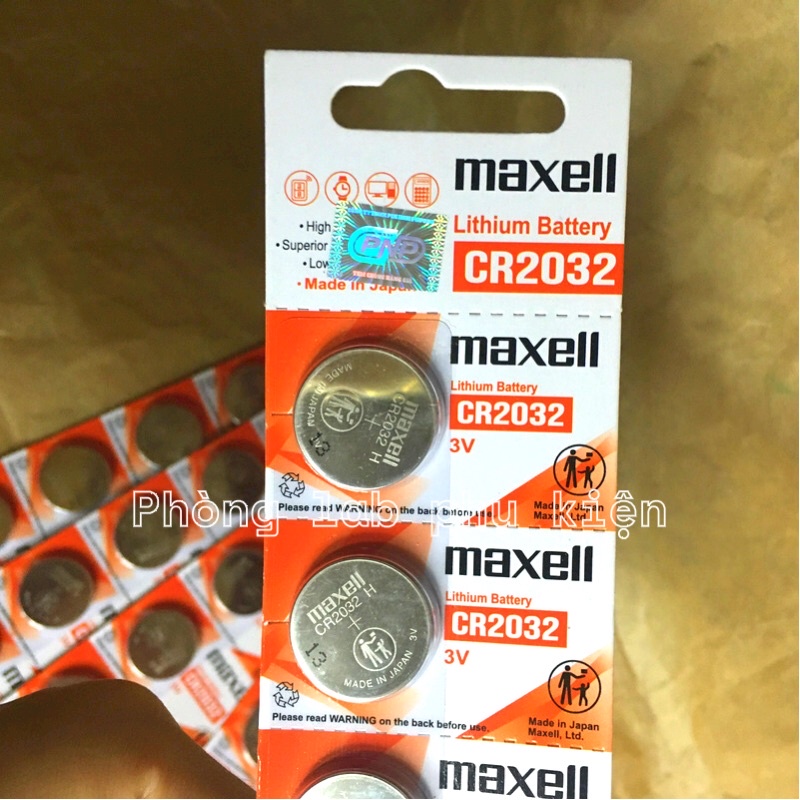 maxell
Lithium Battery
CR2032
• High
• Superior
• Low
• Made in Japan
PNP
maxell
Lithium Battery
CR2032
3V
MADE IN JAPAN
maxell
CR2032 H
13
Please read WARNING on the back before
Made in Japan
Maxell, Ltd.
Phòng lab phụ kiện
maxell
Lithium Battery
CR2032
3V
maxell
CR2032 H
3V
13
MADE IN JAPAN
Please read WARNING on the back before use.
Made in Japan
Maxell, Ltd.
maxell
maxell
CR2032